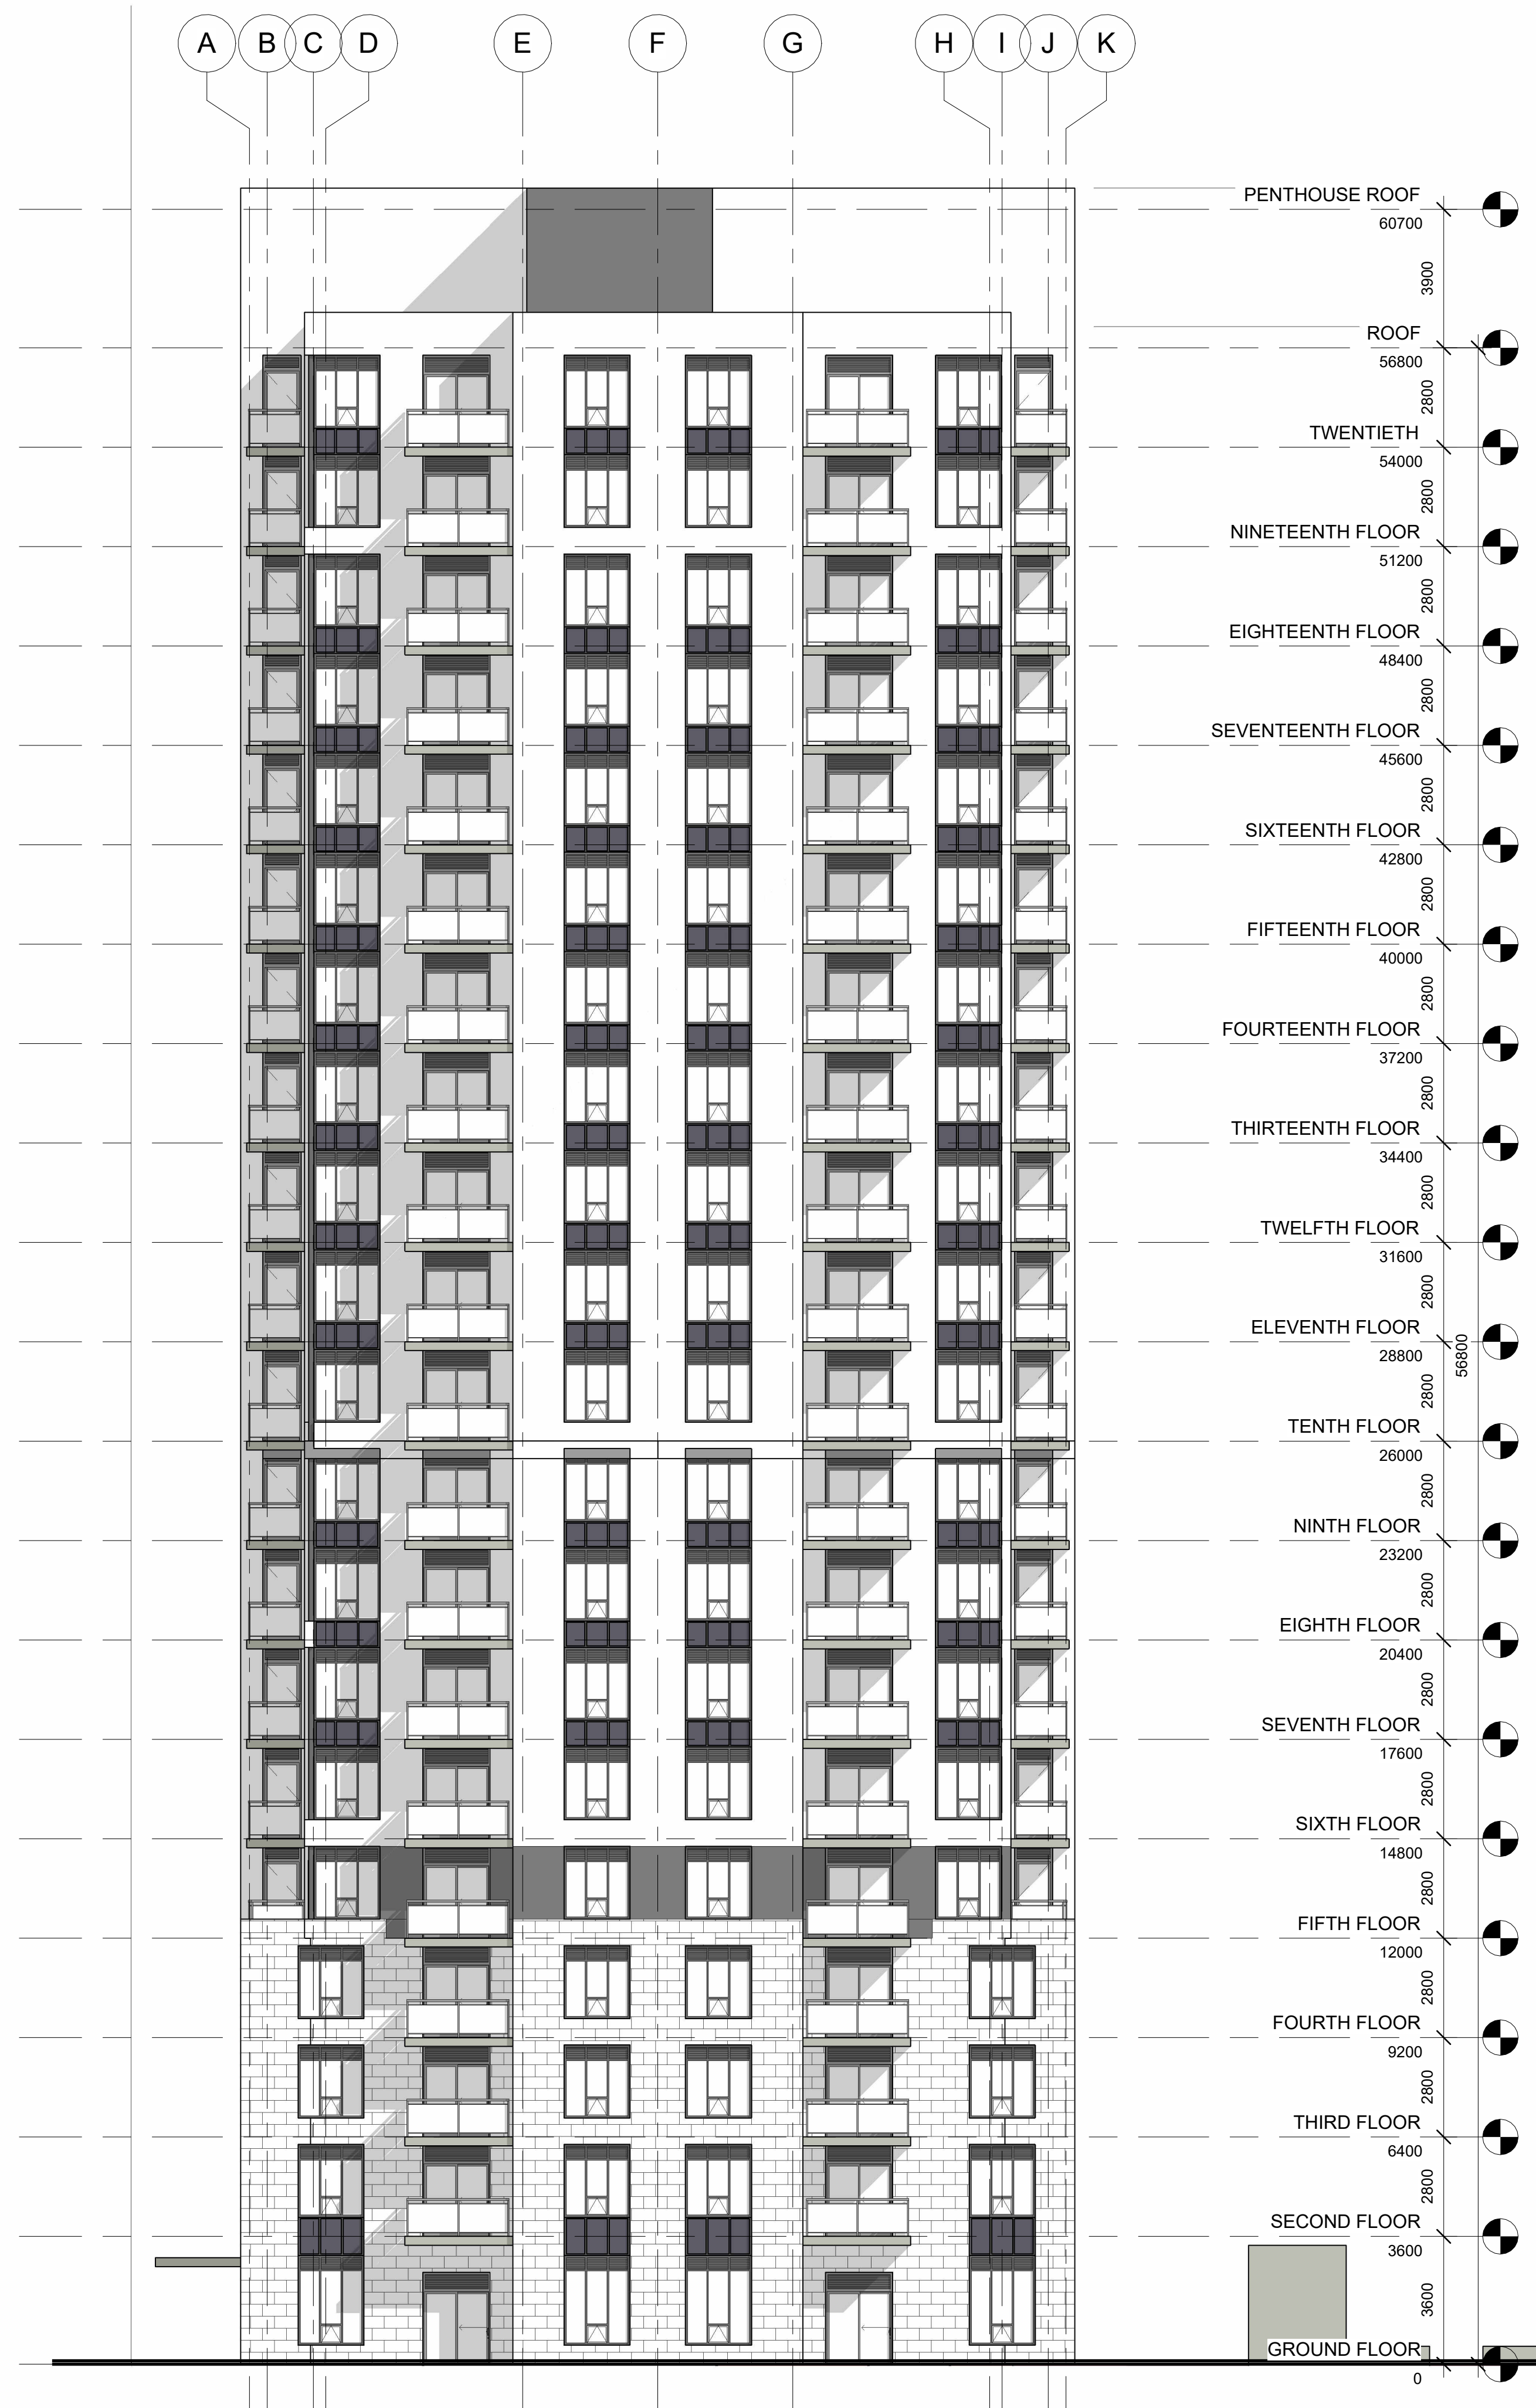 A B C D E F G H I J K
PENTHOUSE ROOF
60700
3900
ROOF
56800
2800
TWENTIETH
54000
2800
NINETEENTH FLOOR
51200
2800
EIGHTEENTH FLOOR
48400
2800
SEVENTEENTH FLOOR
45600
2800
SIXTEENTH FLOOR
42800
2800
FIFTEENTH FLOOR
40000
2800
FOURTEENTH FLOOR
37200
2800
THIRTEENTH FLOOR
34400
2800
TWELFTH FLOOR
31600
2800
ELEVENTH FLOOR
28800
56800
2800
TENTH FLOOR
26000
2800
NINTH FLOOR
23200
2800
EIGHTH FLOOR
20400
2800
SEVENTH FLOOR
17600
2800
SIXTH FLOOR
14800
2800
FIFTH FLOOR
12000
2800
FOURTH FLOOR
9200
2800
THIRD FLOOR
6400
2800
SECOND FLOOR
3600
3600
GROUND FLOOR
0